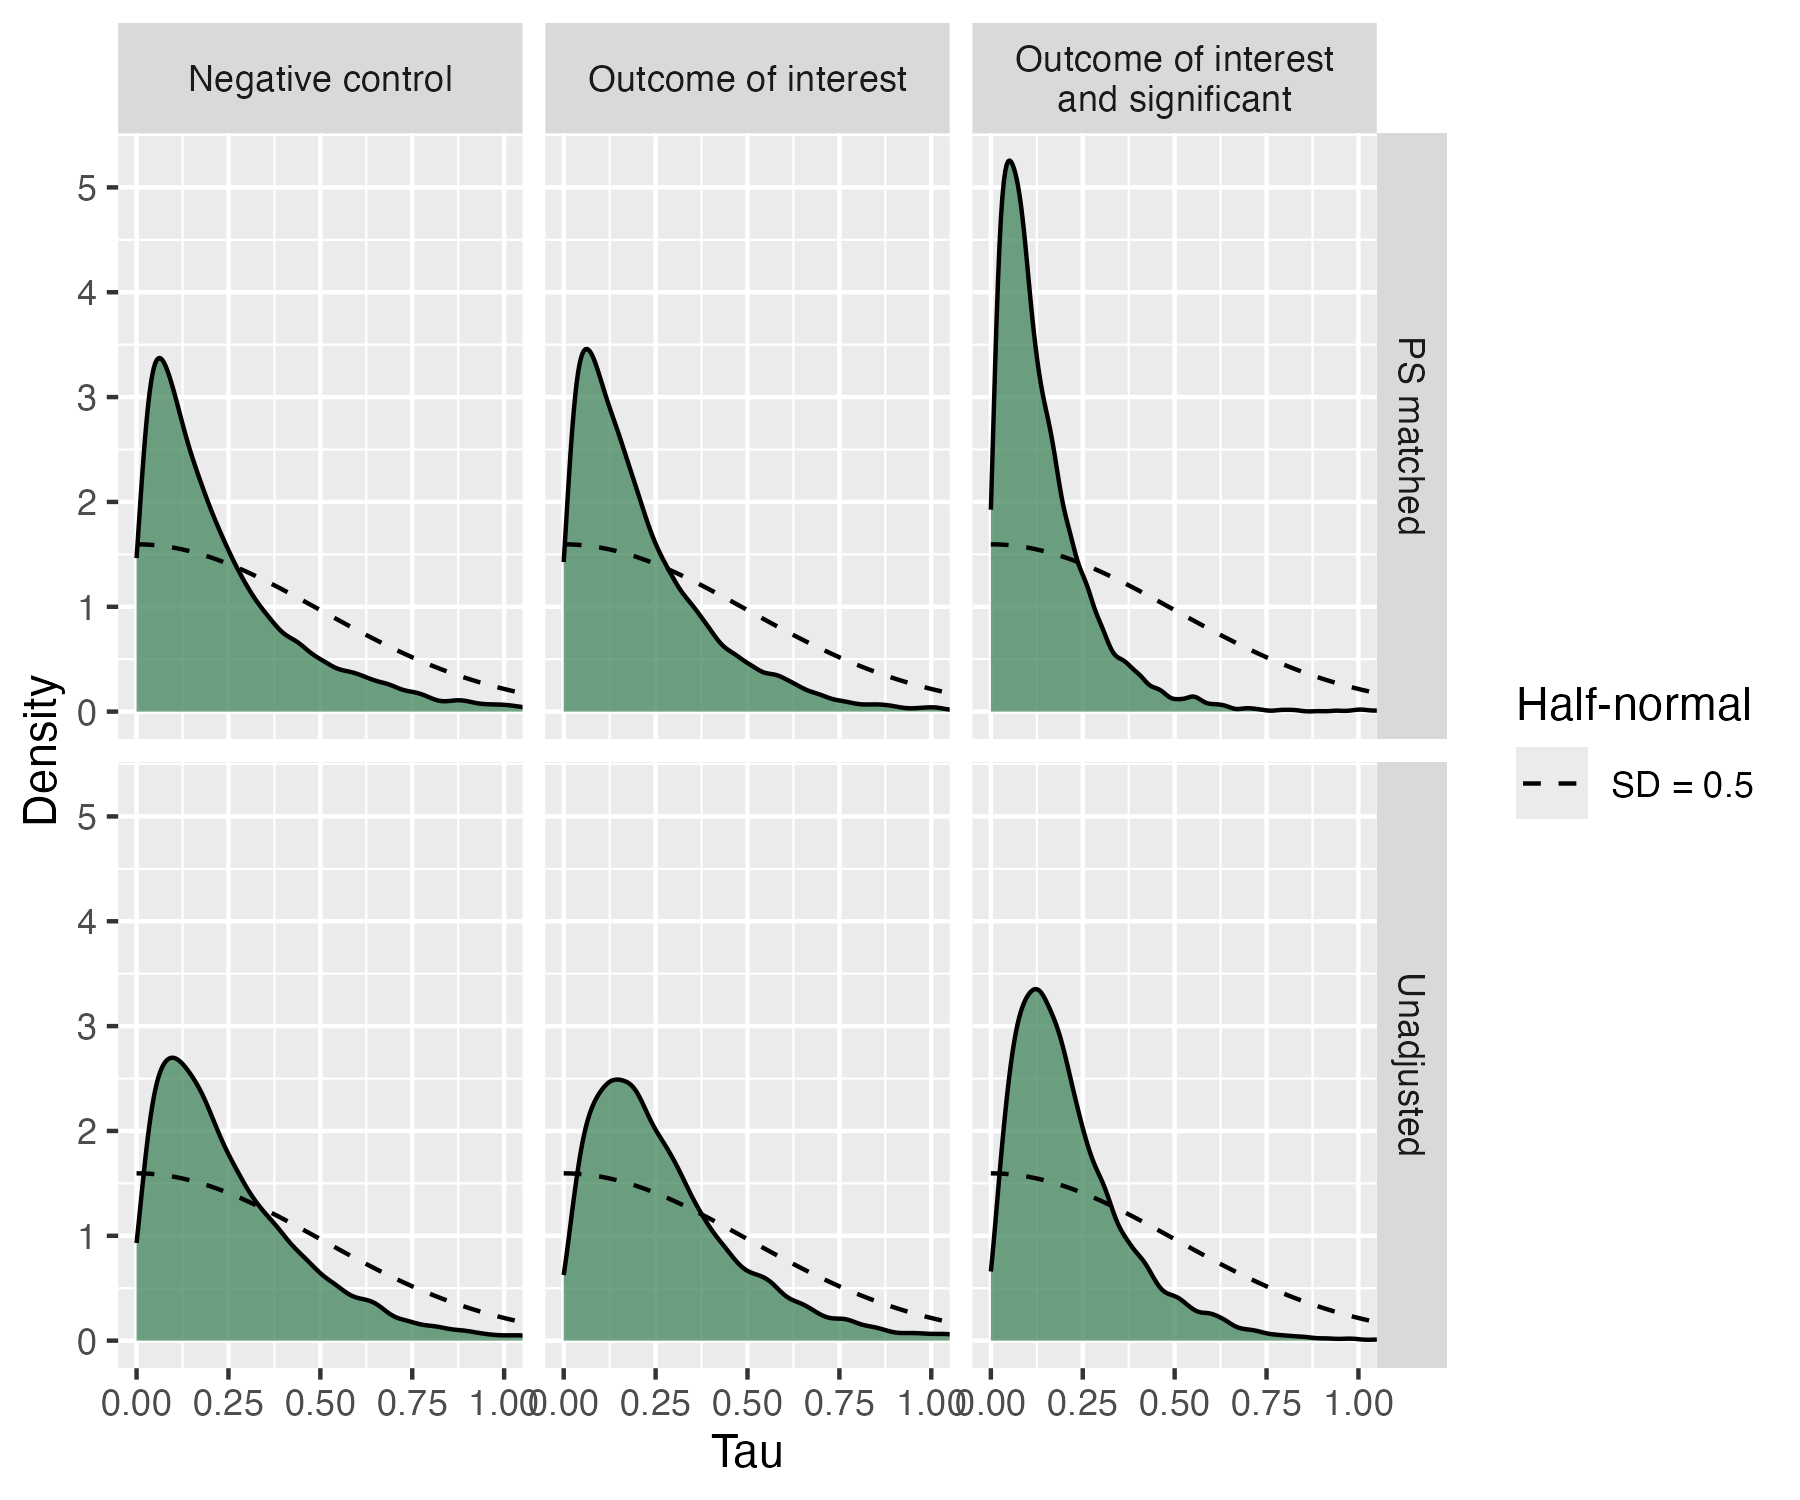 Negative control
Outcome of interest
Outcome of interest
and significant
5
4
3
2
1
0
PS matched
5
4
3
2
1
0
Unadjusted
0.00 0.25 0.50 0.75 1.00
0.00 0.25 0.50 0.75 1.00
0.00 0.25 0.50 0.75 1.00
Density
Tau
Half-normal
SD = 0.5